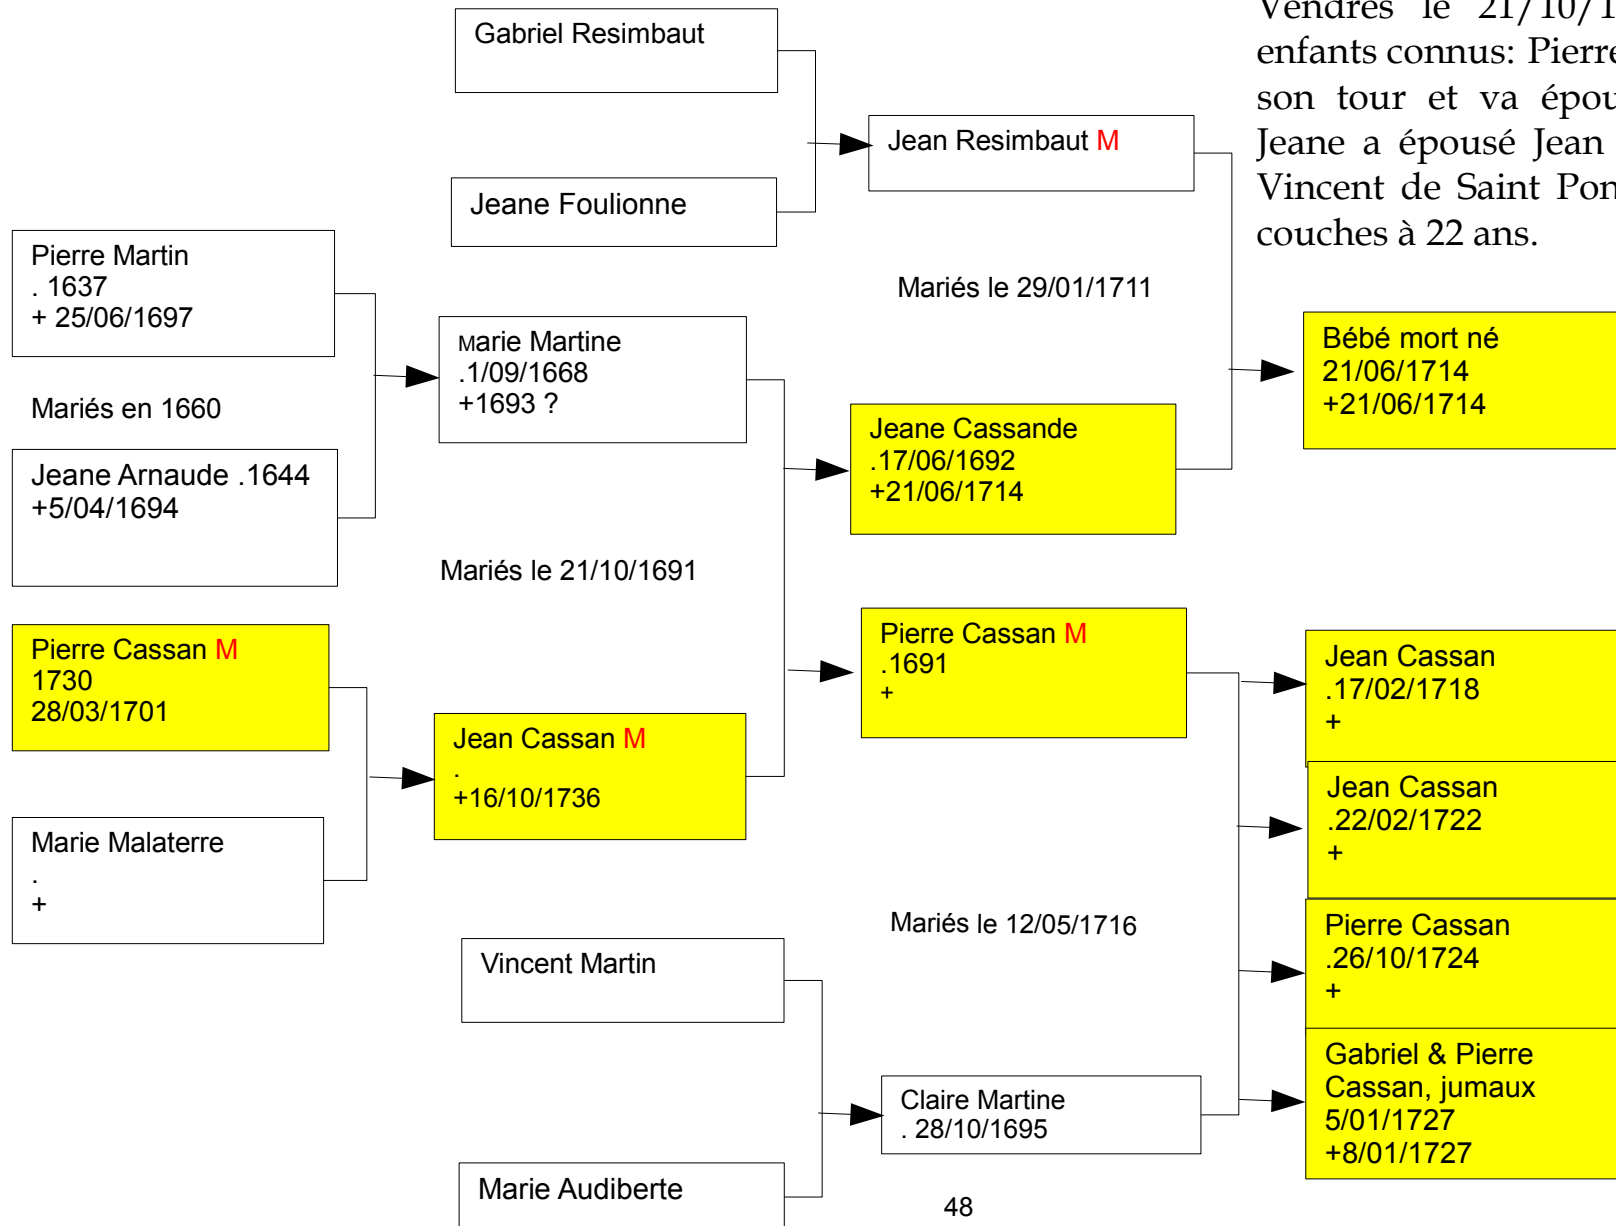 Vendres le 21/10/1
enfants connus: Pierre
son tour et va épou
Jeane a épousé Jean
Vincent de Saint Pon
couches à 22 ans.
Gabriel Resimbaut
Jeane Foulionne
Jean Resimbaut M
Mariés le 29/01/1711
Pierre Martin
. 1637
+ 25/06/1697
Mariés en 1660
Jeane Arnaude .1644
+5/04/1694
Marie Martine
.1/09/1668
+1693 ?
Mariés le 21/10/1691
Jeane Cassande
.17/06/1692
+21/06/1714
Bébé mort né
21/06/1714
+21/06/1714
Pierre Cassan M
1730
28/03/1701
Marie Malaterre
.
+
Jean Cassan M
.
+16/10/1736
Pierre Cassan M
.1691
+
Mariés le 12/05/1716
Vincent Martin
Marie Audiberte
Claire Martine
. 28/10/1695
Jean Cassan
.17/02/1718
+
Jean Cassan
.22/02/1722
+
Pierre Cassan
.26/10/1724
+
Gabriel & Pierre
Cassan, jumaux
5/01/1727
+8/01/1727
48